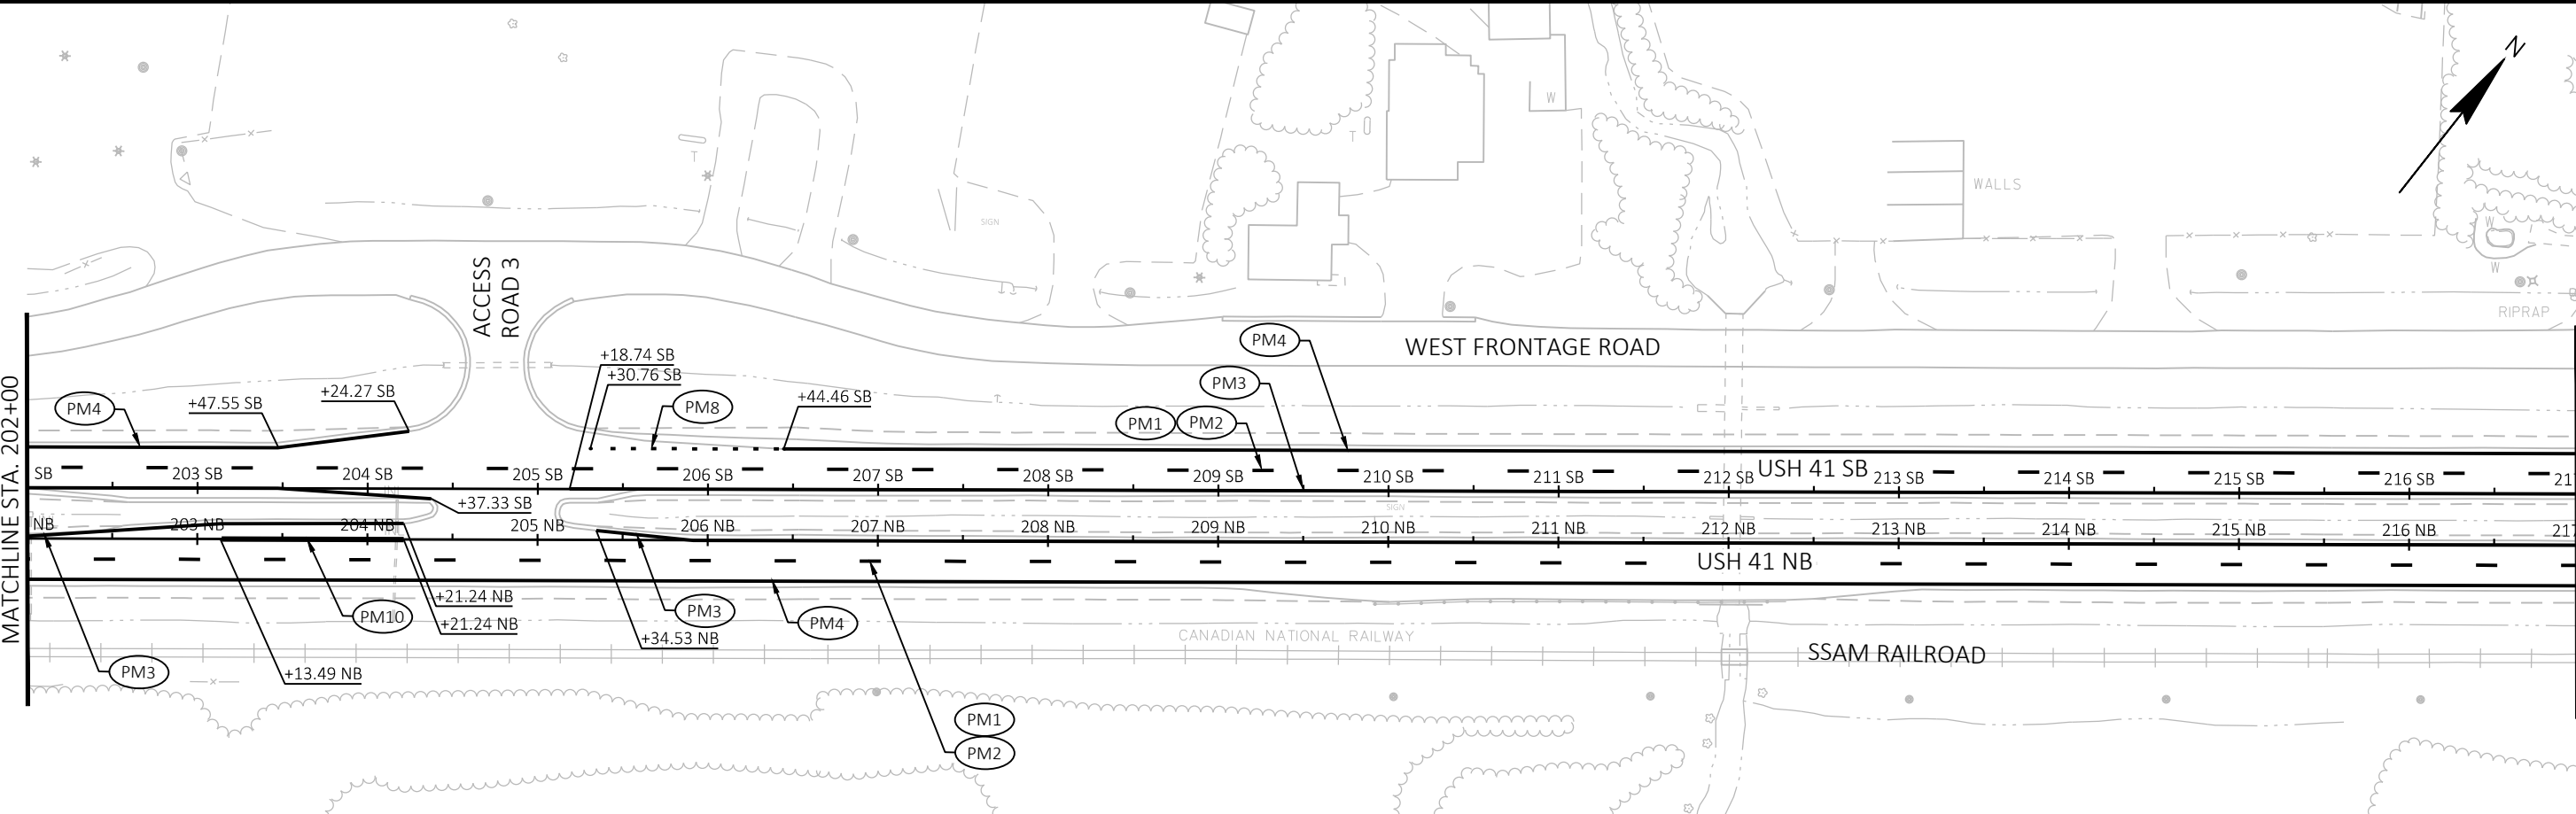 N
W
T
T
WALLS
SIGN
W
W
RIPRAP
ACCESS
ROAD 3
MATCHLINE STA. 202+00
WEST FRONTAGE ROAD
PM4
+47.55 SB
+24.27 SB
+18.74 SB
+30.76 SB
PM8
+44.46 SB
PM4
PM3
PM1
PM2
USH 41 SB
SB
203 SB
204 SB
205 SB
206 SB
207 SB
208 SB
209 SB
210 SB
211 SB
212 SB
213 SB
214 SB
215 SB
216 SB
217
+37.33 SB
SIGN
NB
203 NB
204 NB
205 NB
206 NB
207 NB
208 NB
209 NB
210 NB
211 NB
212 NB
213 NB
214 NB
215 NB
216 NB
217
USH 41 NB
+21.24 NB
+21.24 NB
PM10
PM3
PM4
+34.53 NB
CANADIAN NATIONAL RAILWAY
SSAM RAILROAD
PM3
+13.49 NB
PM1
PM2